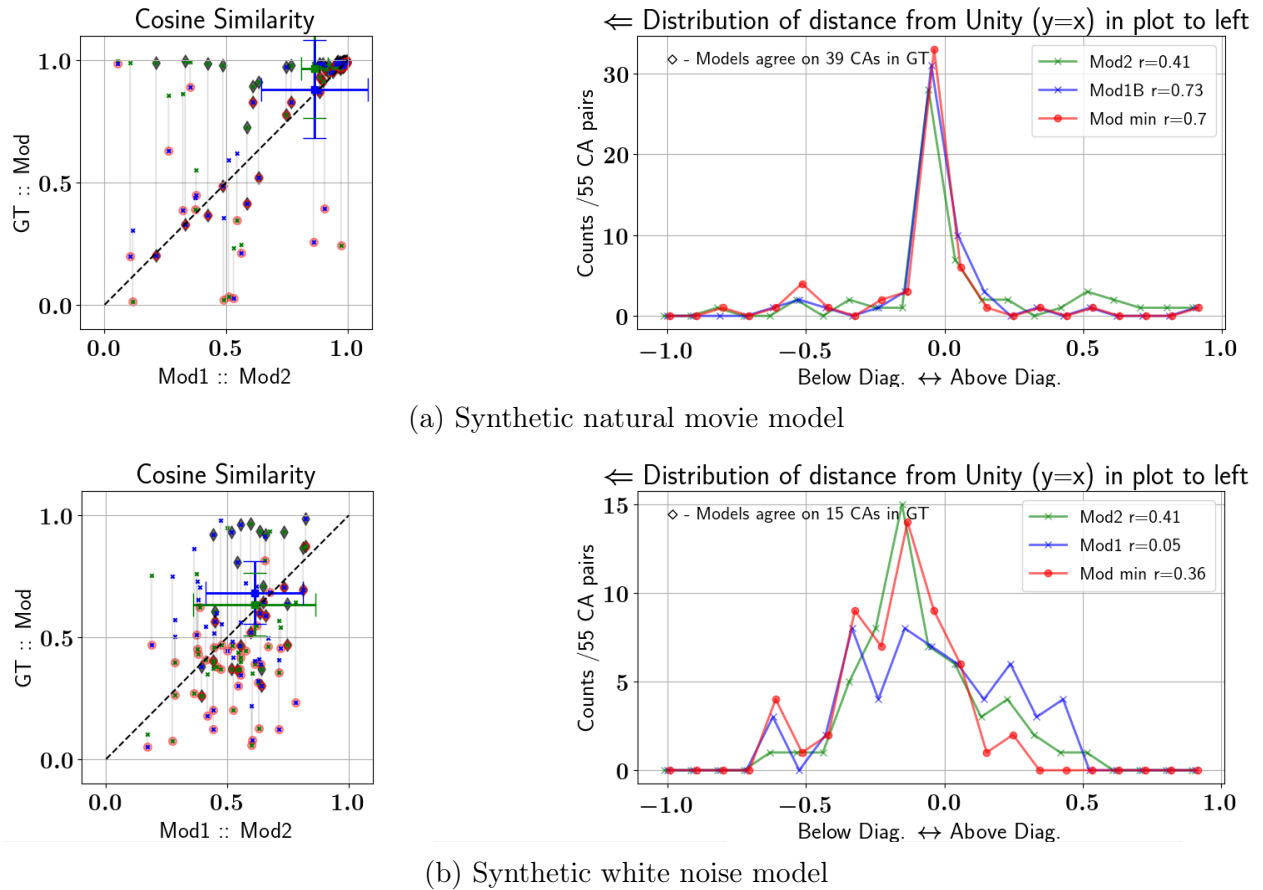 Cosine Similarity
GT :: Mod
1.0
0.5
0.0
0.0 0.5 1.0
Mod1 :: Mod2
⇐ Distribution of distance from Unity (y=x) in plot to left
Counts /55 CA pairs
30
20
10
0
◇ - Models agree on 39 CAs in GT
Mod2 r=0.41
Mod1B r=0.73
Mod min r=0.7
−1.0 −0.5 0.0 0.5 1.0
Below Diag. ↔ Above Diag.
(a) Synthetic natural movie model
Cosine Similarity
GT :: Mod
1.0
0.5
0.0
0.0 0.5 1.0
Mod1 :: Mod2
⇐ Distribution of distance from Unity (y=x) in plot to left
Counts /55 CA pairs
15
10
5
0
◇ - Models agree on 15 CAs in GT
Mod2 r=0.41
Mod1 r=0.05
Mod min r=0.36
−1.0 −0.5 0.0 0.5 1.0
Below Diag. ↔ Above Diag.
(b) Synthetic white noise model